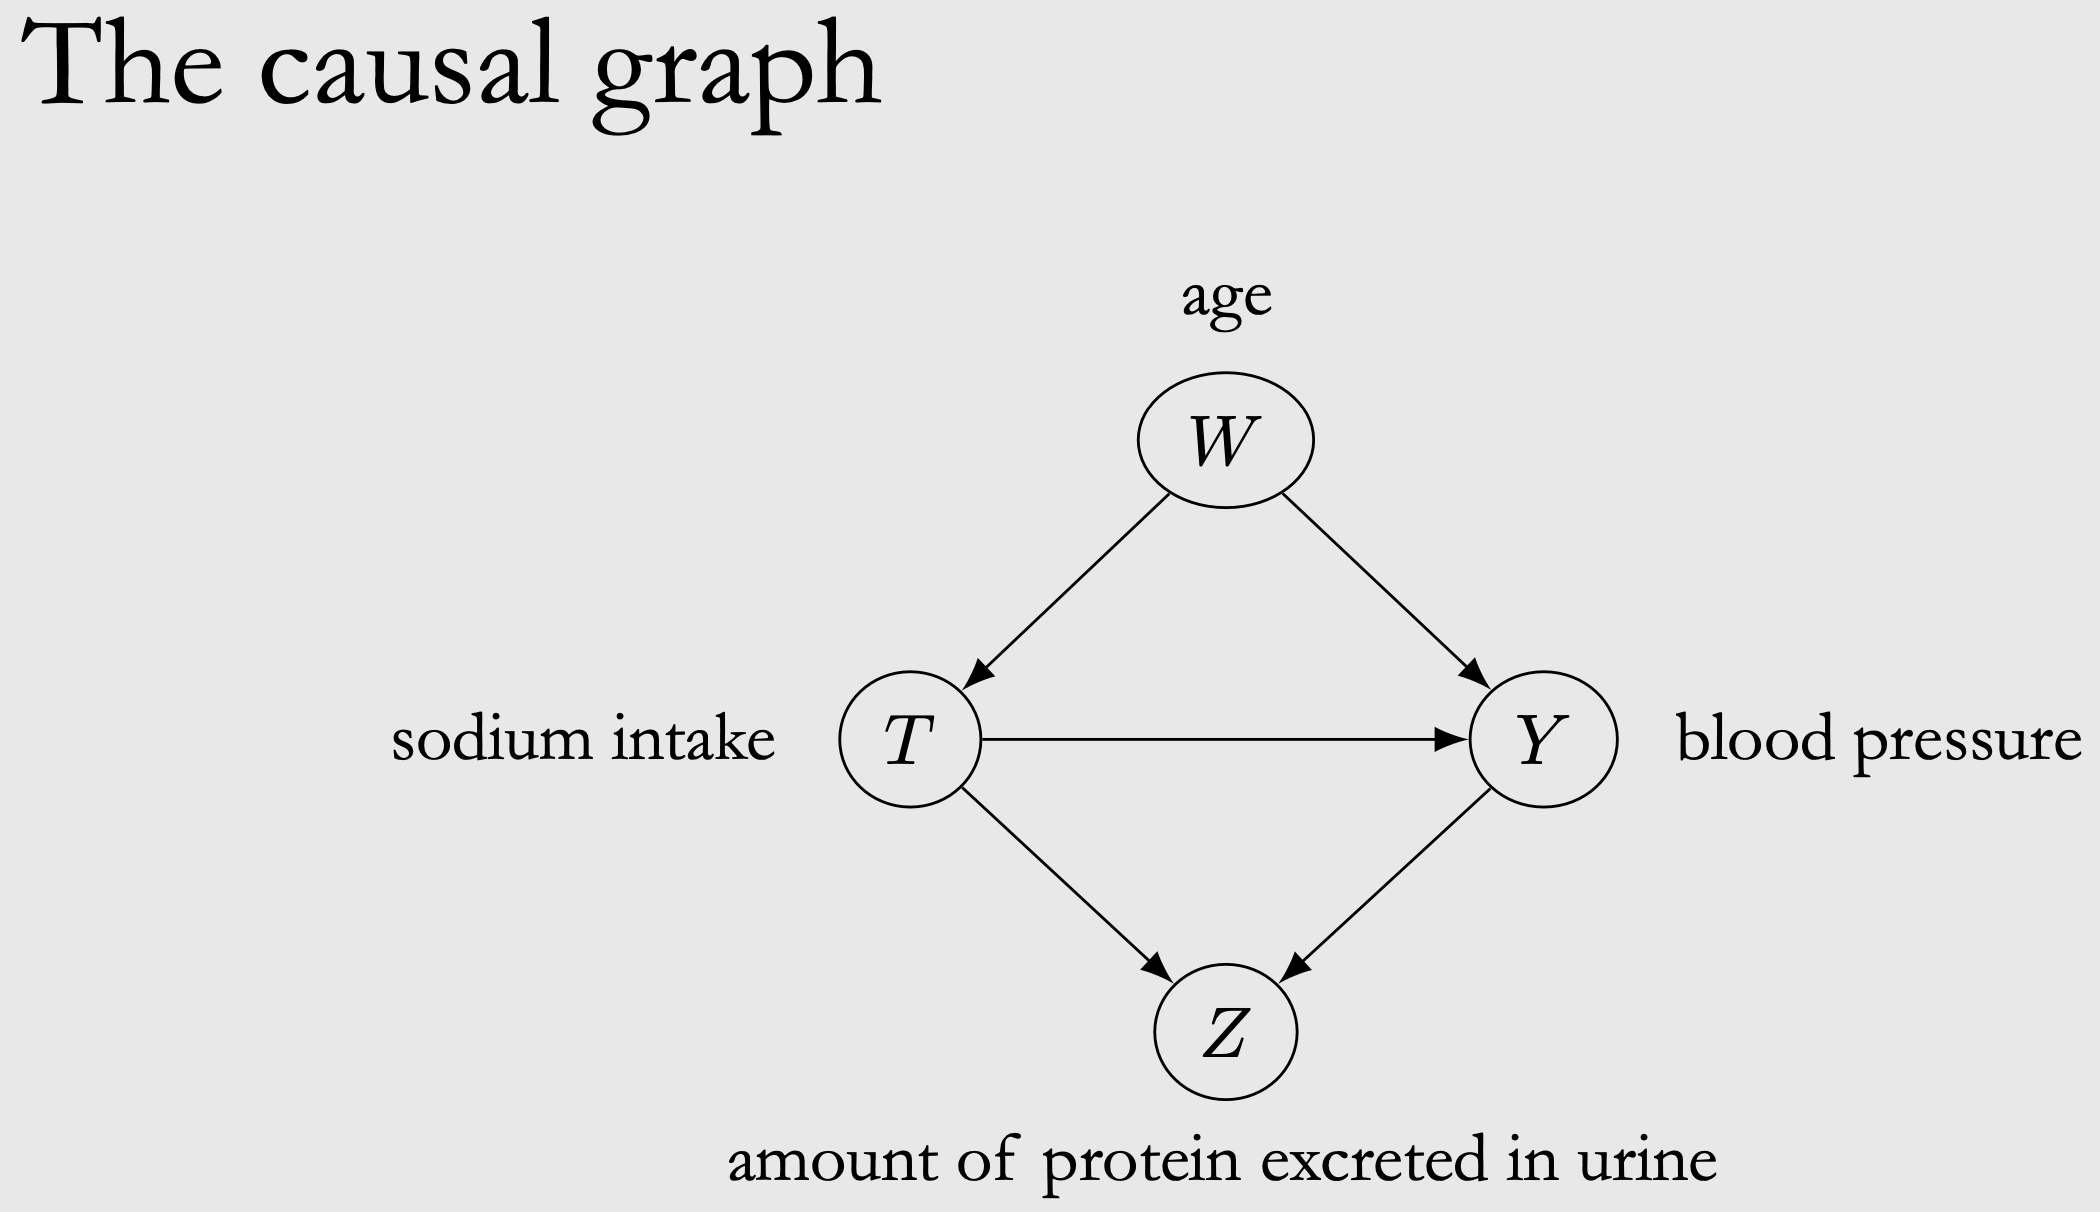 The causal graph
age
W
sodium intake T Y blood pressure
Z
amount of protein excreted in urine